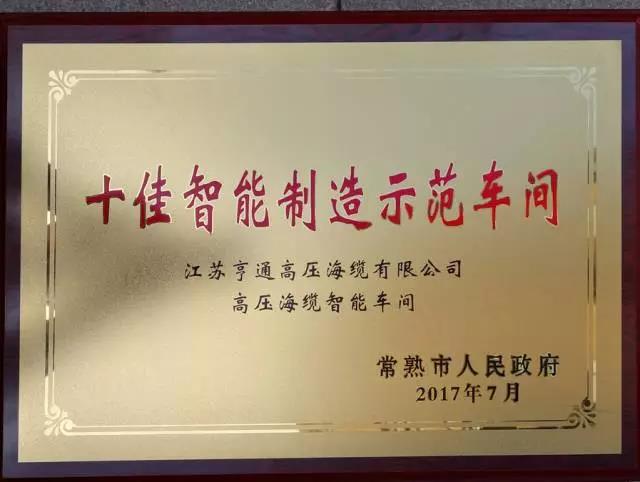 十佳智能制造示范车间
江苏亨通高压海缆有限公司
高压海缆智能车间
常熟市人民政府
2017年7月